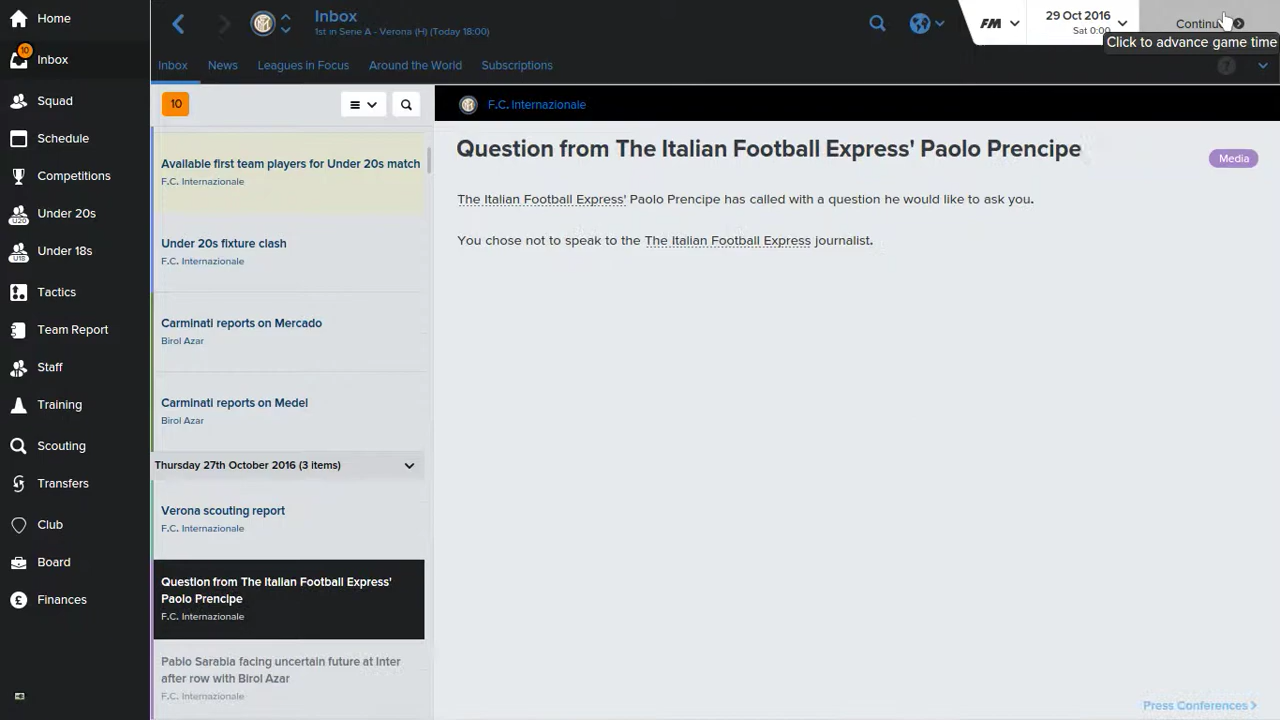 Home
10
Inbox
Squad
Schedule
Competitions
U20
Under 20s
U18
Under 18s
Tactics
Team Report
Staff
Training
Scouting
Transfers
Club
Board
£
Finances
Inbox
1st in Serie A - Verona (H) (Today 18:00)
FM
29 Oct 2016
Sat 0:00
Continu
Click to advance game time
Inbox
News
Leagues in Focus
Around the World
Subscriptions
?
10
Available first team players for Under 20s match
F.C. Internazionale
Under 20s fixture clash
F.C. Internazionale
Carminati reports on Mercado
Birol Azar
Carminati reports on Medel
Birol Azar
Thursday 27th October 2016 (3 items)
Verona scouting report
F.C. Internazionale
Question from The Italian Football Express'
Paolo Prencipe
F.C. Internazionale
Pablo Sarabia facing uncertain future at Inter
after row with Birol Azar
F.C. Internazionale
F.C. Internazionale
Question from The Italian Football Express' Paolo Prencipe
Media
The Italian Football Express' Paolo Prencipe has called with a question he would like to ask you.
You chose not to speak to the The Italian Football Express journalist.
Press Conferences